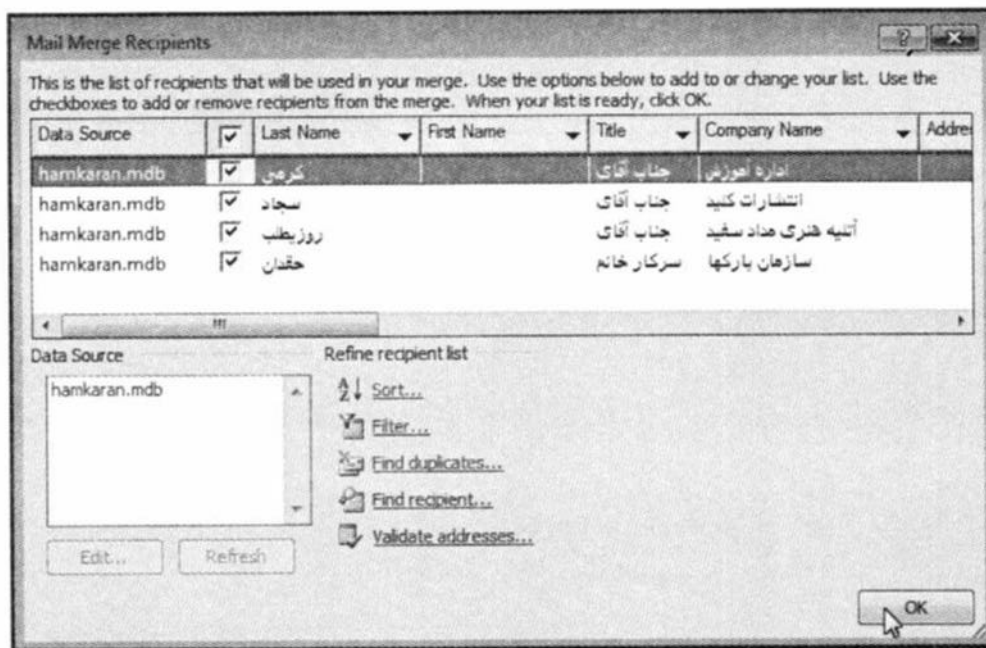 Mail Merge Recipients
This is the list of recipients that will be used in your merge. Use the options below to add to or change your list. Use the
checkboxes to add or remove recipients from the merge. When your list is ready, click OK.
Data Source Last Name First Name Title Company Name Addre
hamkaran.mdb کرمی جناب آقای اداره آموزش
hamkaran.mdb سجاد جناب آقای انتشارات کنید
hamkaran.mdb روزیطلب جناب آقای آتلیه هنری مداد سفید
hamkaran.mdb حقدان سرکار خانم سازمان پارکها
Data Source Refine recipient list
hamkaran.mdb
Sort...
Filter...
Find duplicates...
Find recipient...
Validate addresses...
Edit... Refresh
OK